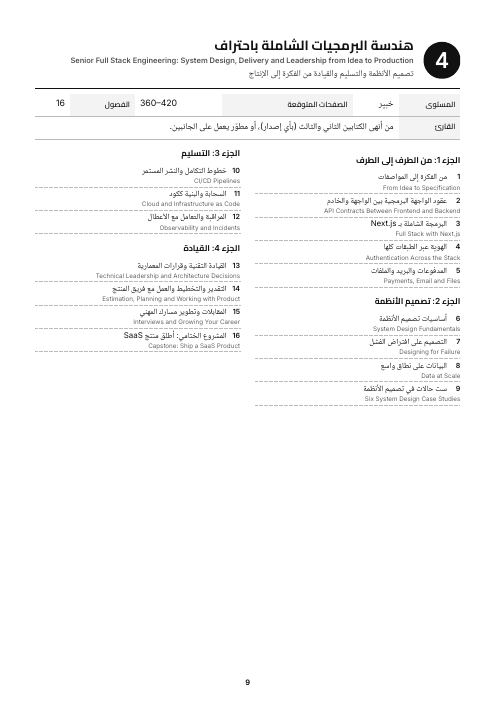 4
هندسة البرمجيات الشاملة باحتراف
Senior Full Stack Engineering: System Design, Delivery and Leadership from Idea to Production
تصميم الأنظمة والتسليم والقيادة من الفكرة إلى الإنتاج
المستوى خبير الصفحات المتوقعة 360–420 الفصول 16
القارئ من أنهى الكتابين الثاني والثالث (بأي إصدار)، أو مطوّر يعمل على الجانبين.
الجزء 1: من الطرف إلى الطرف
1 من الفكرة إلى المواصفات
From Idea to Specification
2 عقود الواجهة البرمجية بين الواجهة والخادم
API Contracts Between Frontend and Backend
3 البرمجة الشاملة بـ Next.js
Full Stack with Next.js
4 الهوية عبر الطبقات كلها
Authentication Across the Stack
5 المدفوعات والبريد والملفات
Payments, Email and Files
الجزء 2: تصميم الأنظمة
6 أساسيات تصميم الأنظمة
System Design Fundamentals
7 التصميم على افتراض الفشل
Designing for Failure
8 البيانات على نطاق واسع
Data at Scale
9 ست حالات في تصميم الأنظمة
Six System Design Case Studies
الجزء 3: التسليم
10 خطوط التكامل والنشر المستمر
CI/CD Pipelines
11 السحابة والبنية ككود
Cloud and Infrastructure as Code
12 المراقبة والتعامل مع الأعطال
Observability and Incidents
الجزء 4: القيادة
13 القيادة التقنية وقرارات المعمارية
Technical Leadership and Architecture Decisions
14 التقدير والتخطيط والعمل مع فريق المنتج
Estimation, Planning and Working with Product
15 المقابلات وتطوير مسارك المهني
Interviews and Growing Your Career
16 المشروع الختامي: أطلق منتج SaaS
Capstone: Ship a SaaS Product
9